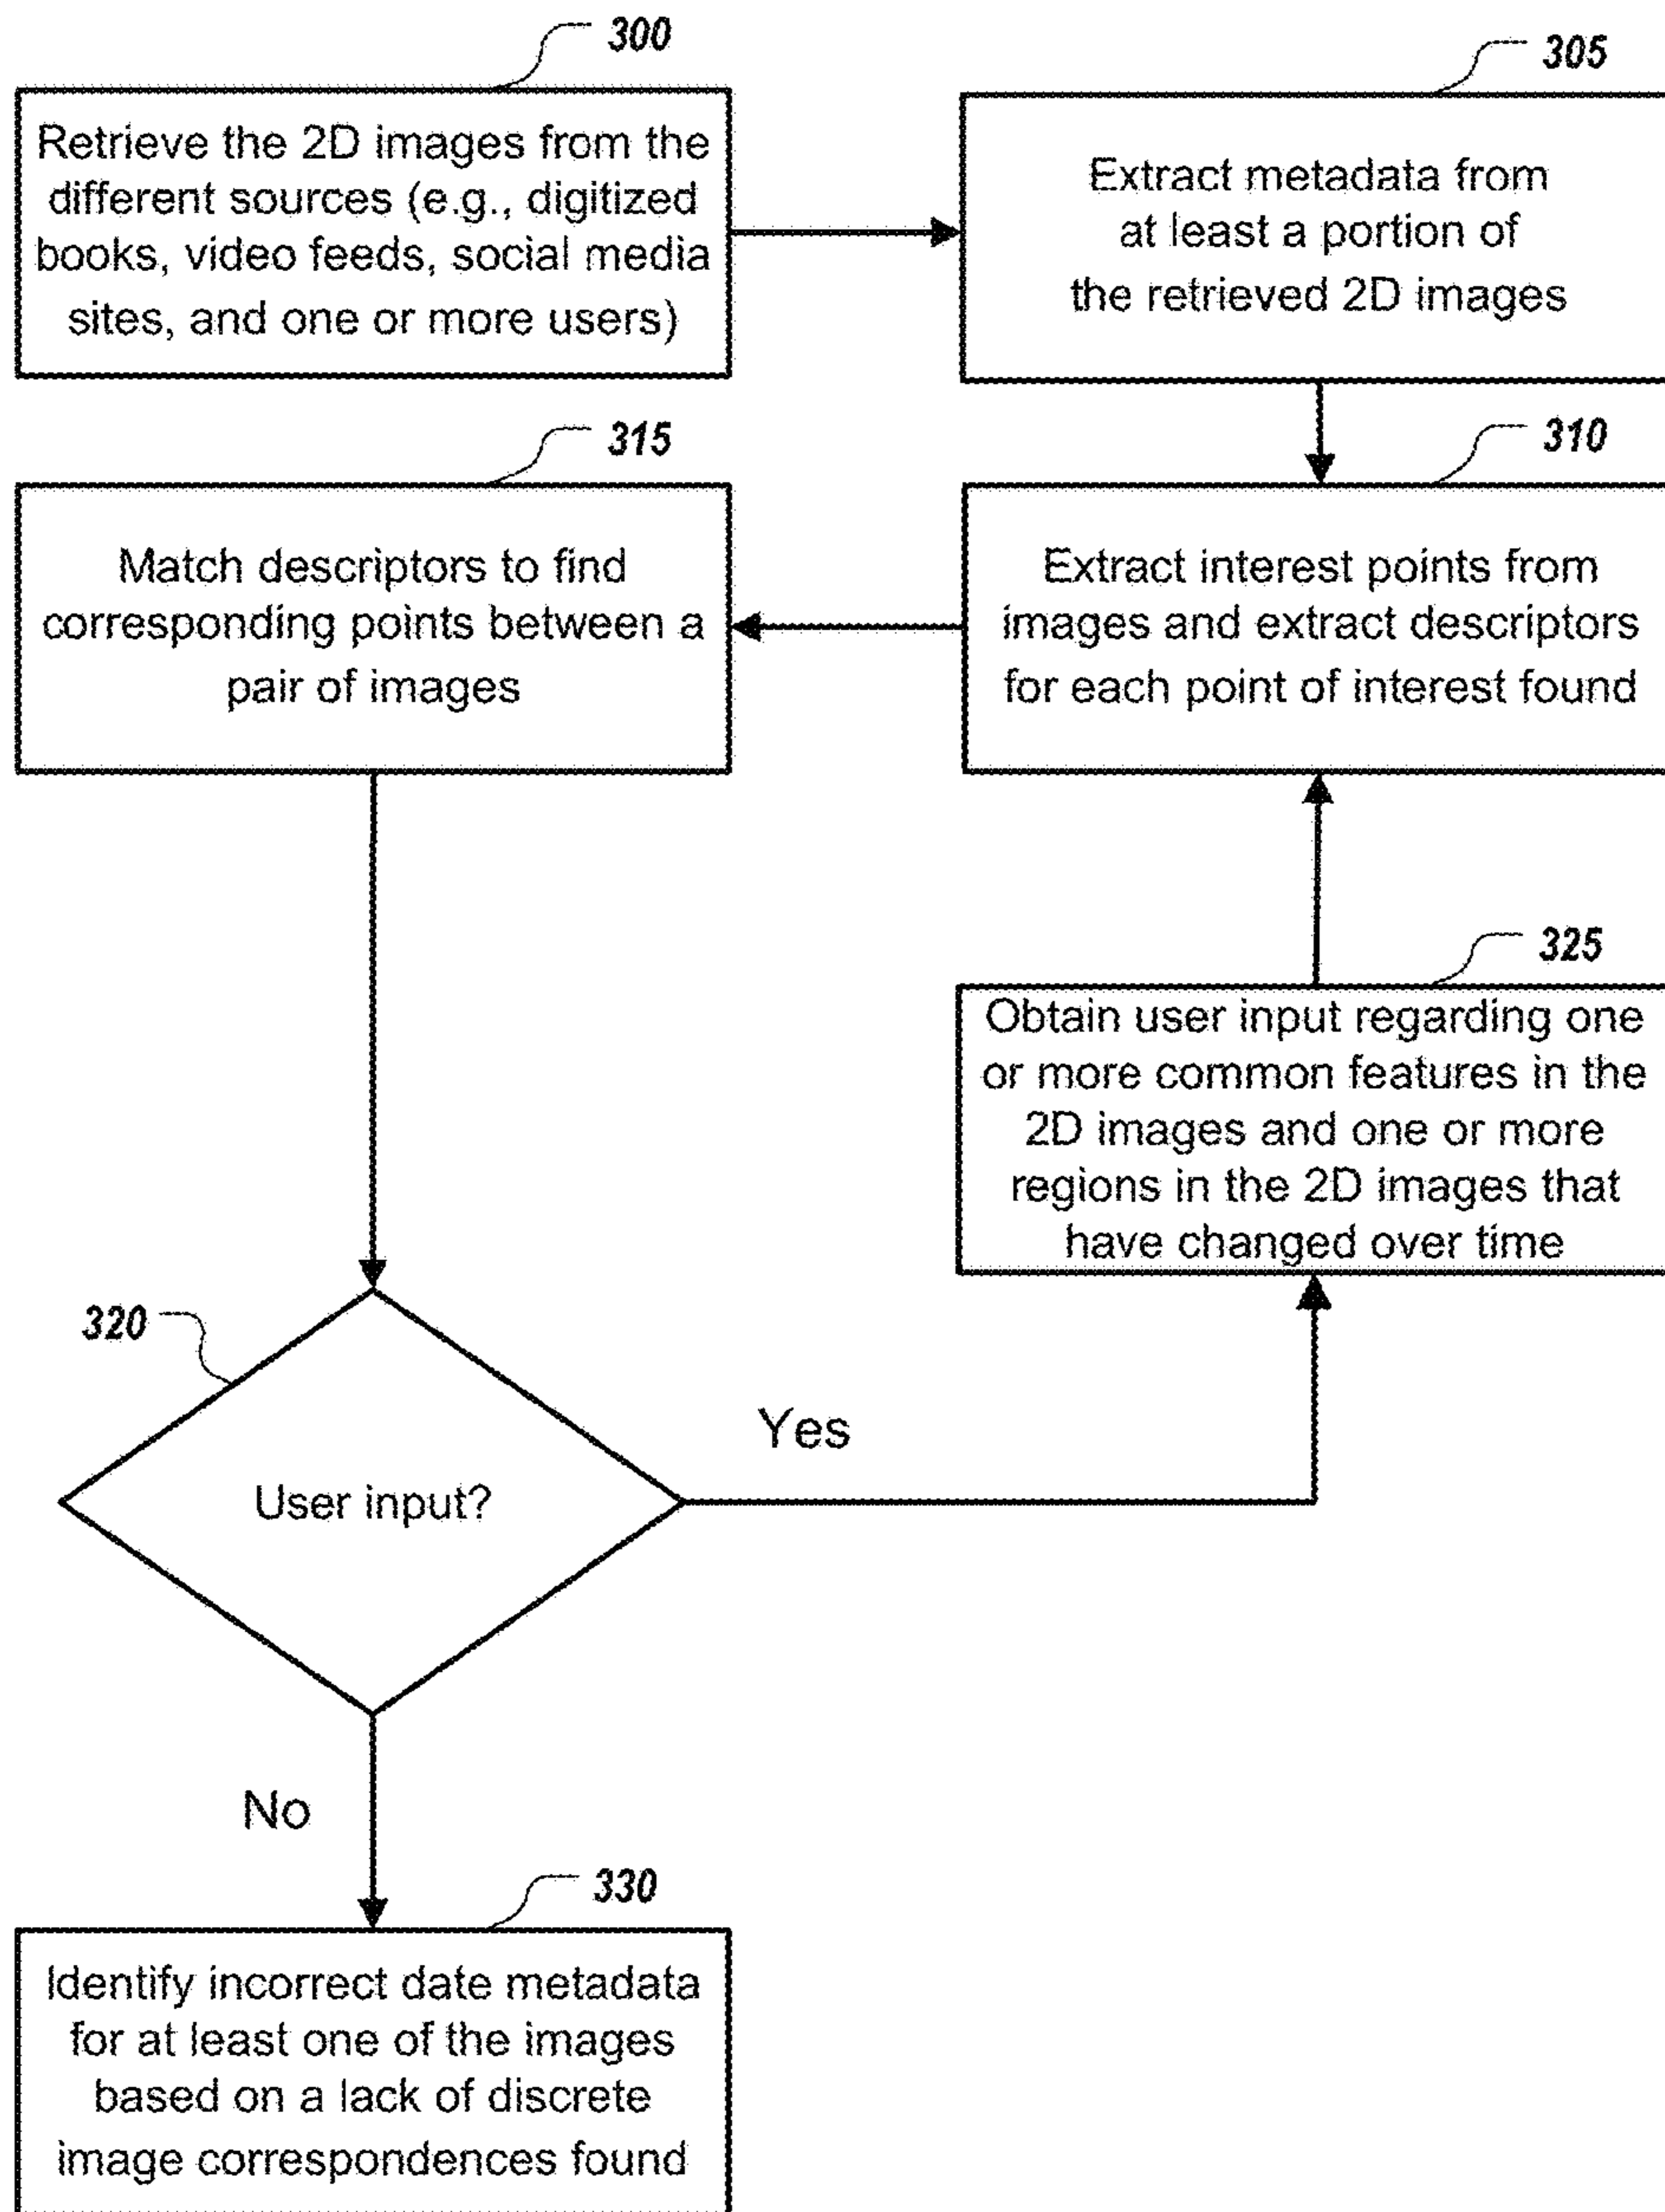 300
Retrieve the 2D images from the
different sources (e.g., digitized
books, video feeds, social media
sites, and one or more users)
305
Extract metadata from
at least a portion of
the retrieved 2D images
310
Extract interest points from
images and extract descriptors
for each point of interest found
315
Match descriptors to find
corresponding points between a
pair of images
320
User input?
Yes
325
Obtain user input regarding one
or more common features in the
2D images and one or more
regions in the 2D images that
have changed over time
No
330
Identify incorrect date metadata
for at least one of the images
based on a lack of discrete
image correspondences found